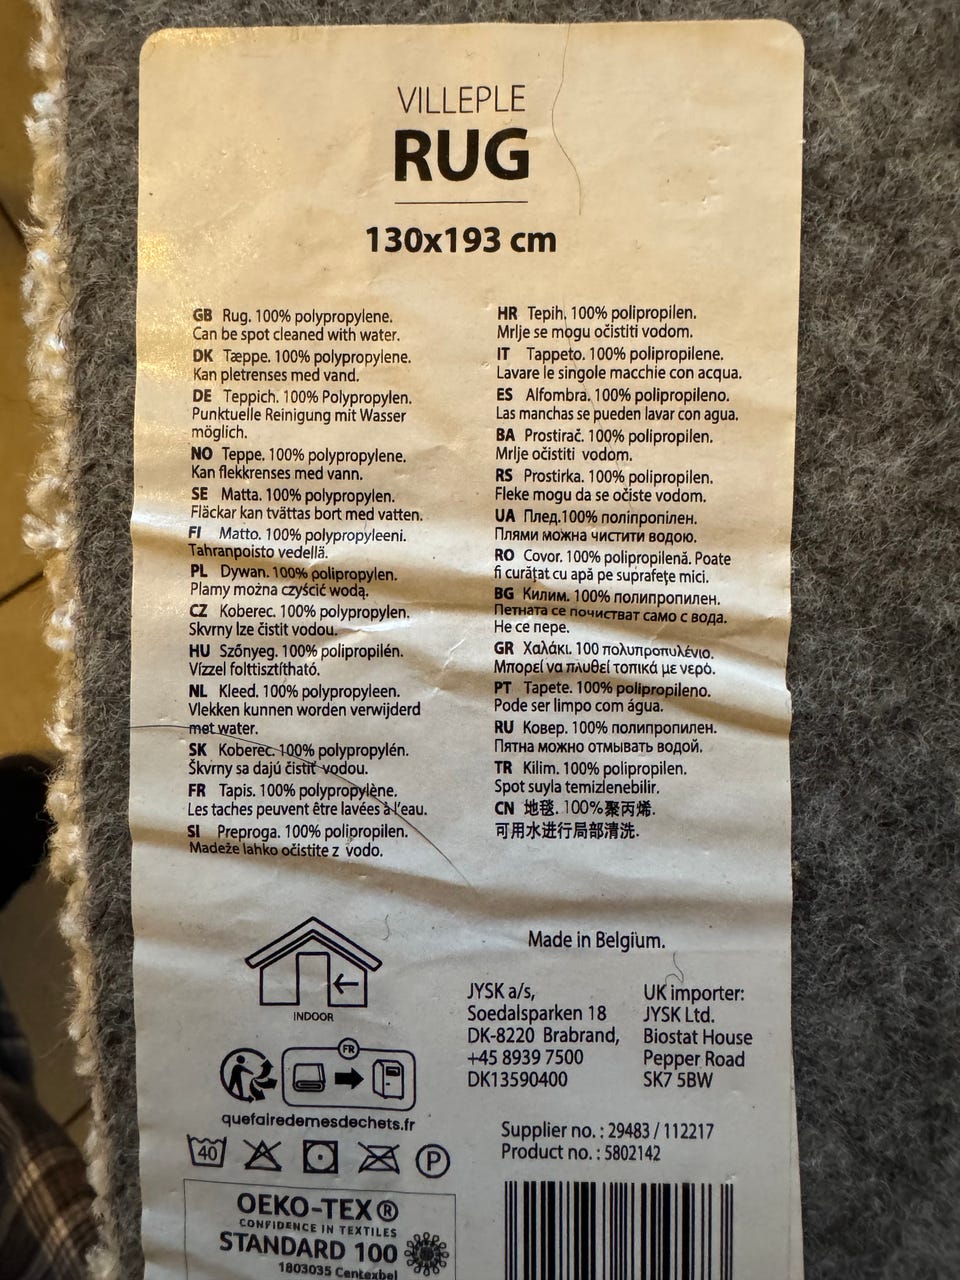 VILLEPLE
RUG
130x193 cm
GB Rug. 100% polypropylene.
Can be spot cleaned with water.
DK Tæppe. 100% polypropylene.
Kan pletrenses med vand.
DE Teppich. 100% Polypropylen.
Punktuelle Reinigung mit Wasser
möglich.
NO Teppe. 100% polypropylene.
Kan flekkrenses med vann.
SE Matta. 100% polypropylen.
Fläckar kan tvättas bort med vatten.
FI Matto. 100% polypropyleeni.
Tahranpoisto vedellä.
PL Dywan. 100% polipropylen.
Plamy można czyścić wodą.
CZ Koberec. 100% polypropylen.
Skvrny lze čistit vodou.
HU Szőnyeg. 100% polipropilén.
Vízzel folttisztítható.
NL Kleed. 100% polypropyleen.
Vlekken kunnen worden verwijderd
met water.
SK Koberec. 100% polypropylén.
Škvrny sa dajú čistiť vodou.
FR Tapis. 100% polypropylène.
Les taches peuvent être lavées à l'eau.
SI Preproga. 100% polipropilen.
Madeže lahko očistite z vodo.
HR Tepih. 100% polipropilen.
Mrlje se mogu očistiti vodom.
IT Tappeto. 100% polipropilene.
Lavare le singole macchie con acqua.
ES Alfombra. 100% polipropileno.
Las manchas se pueden lavar con agua.
BA Prostirač. 100% polipropilen.
Mrlje očistiti vodom.
RS Prostirka. 100% polipropilen.
Fleke mogu da se očiste vodom.
UA Плед.100% поліпропілен.
Плями можна чистити водою.
RO Covor. 100% polipropilenă. Poate
fi curățat cu apă pe suprafețe mici.
BG Килим. 100% полипропилен.
Петната се почистват само с вода.
Не се пере.
GR Χαλάκι. 100 πολυπροπυλένιο.
Μπορεί να πλυθεί τοπικά με νερό.
PT Tapete. 100% polipropileno.
Pode ser limpo com água.
RU Ковер. 100% полипропилен.
Пятна можно отмывать водой.
TR Kilim. 100% polipropilen.
Spot suyla temizlenebilir.
CN 地毯. 100%聚丙烯.
可用水进行局部清洗.
INDOOR
FR
quefairedemesdechets.fr
40
P
OEKO-TEX®
CONFIDENCE IN TEXTILES
STANDARD 100
1803035 Centexbel
Made in Belgium.
JYSK a/s,
Soedalsparken 18
DK-8220 Brabrand,
+45 8939 7500
DK13590400
UK importer:
JYSK Ltd.
Biostat House
Pepper Road
SK7 5BW
Supplier no. : 29483 / 112217
Product no. : 5802142